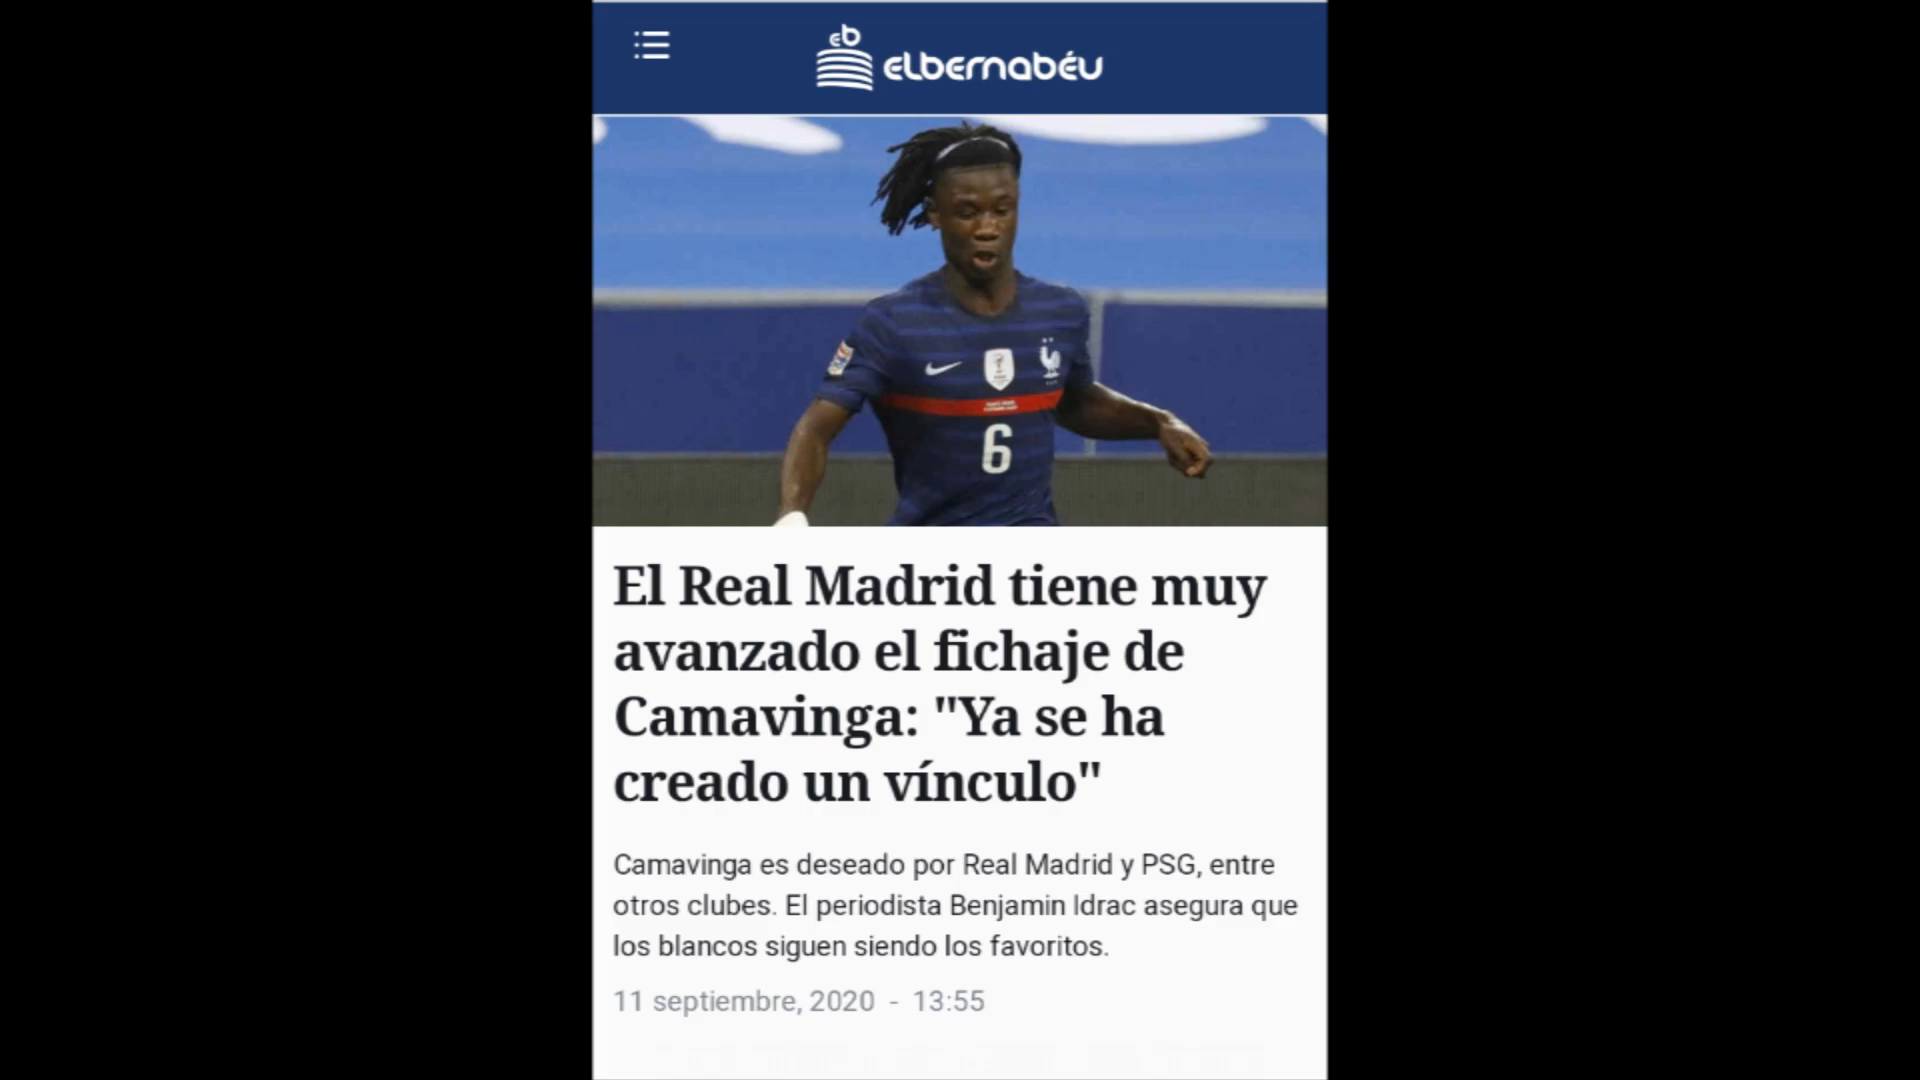 eb
elbernabéu
6
El Real Madrid tiene muy
avanzado el fichaje de
Camavinga: "Ya se ha
creado un vínculo"
Camavinga es deseado por Real Madrid y PSG, entre
otros clubes. El periodista Benjamin Idrac asegura que
los blancos siguen siendo los favoritos.
11 septiembre, 2020 - 13:55